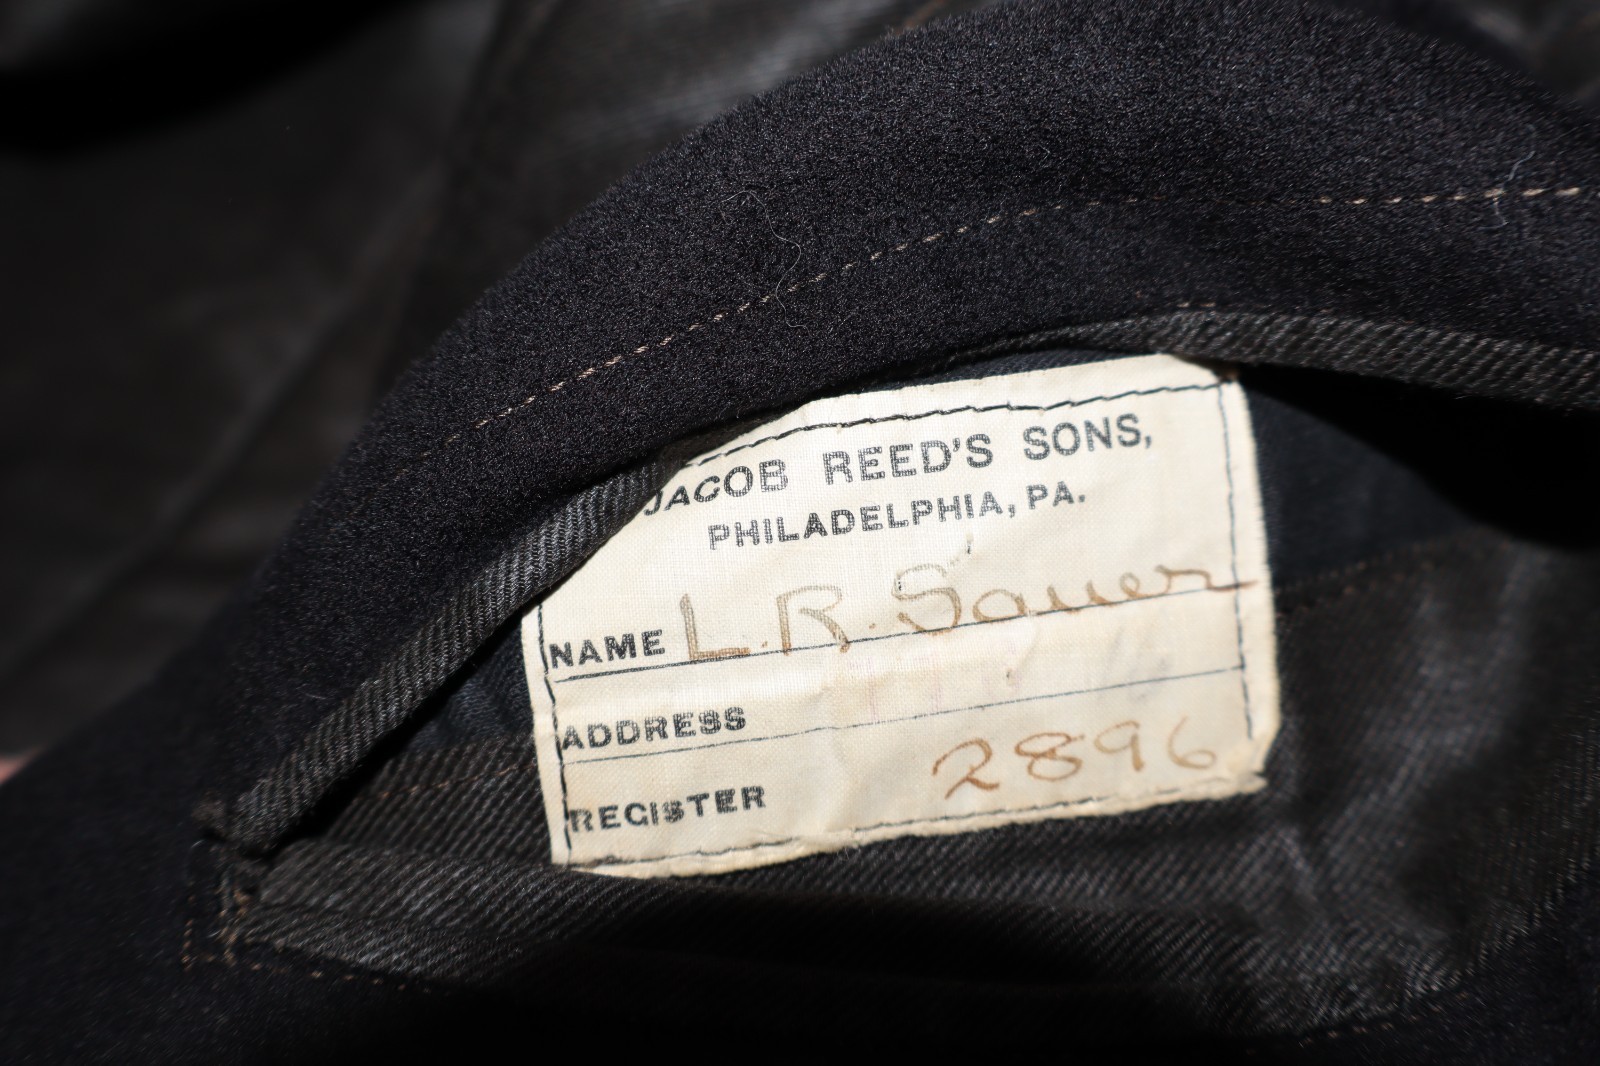 JACOB REED'S SONS,
PHILADELPHIA, PA.
NAME L. R. Sauer
ADDRESS
REGISTER 2896